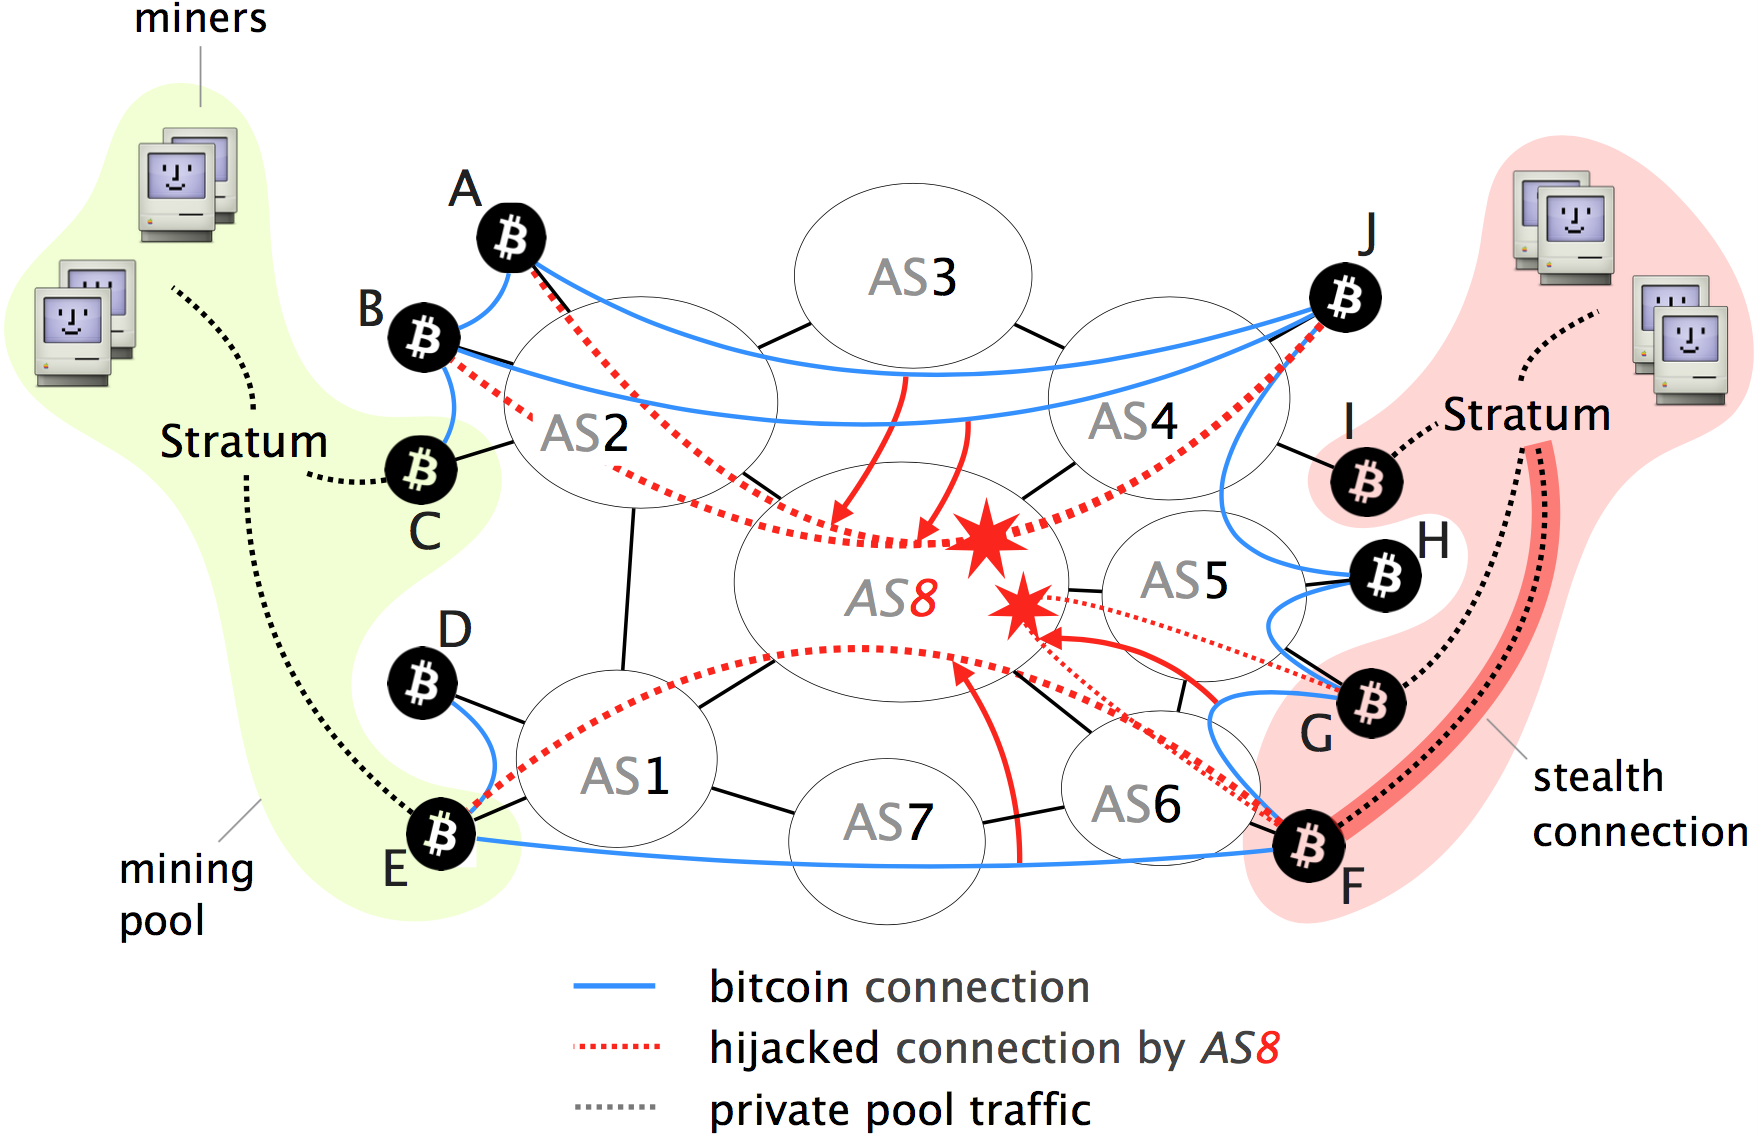 miners
A
J
B
AS3
I
Stratum
AS2
AS4
Stratum
C
H
AS8
AS5
D
G
AS1
AS7
AS6
stealth
connection
E
F
mining
pool
bitcoin connection
hijacked connection by AS8
private pool traffic